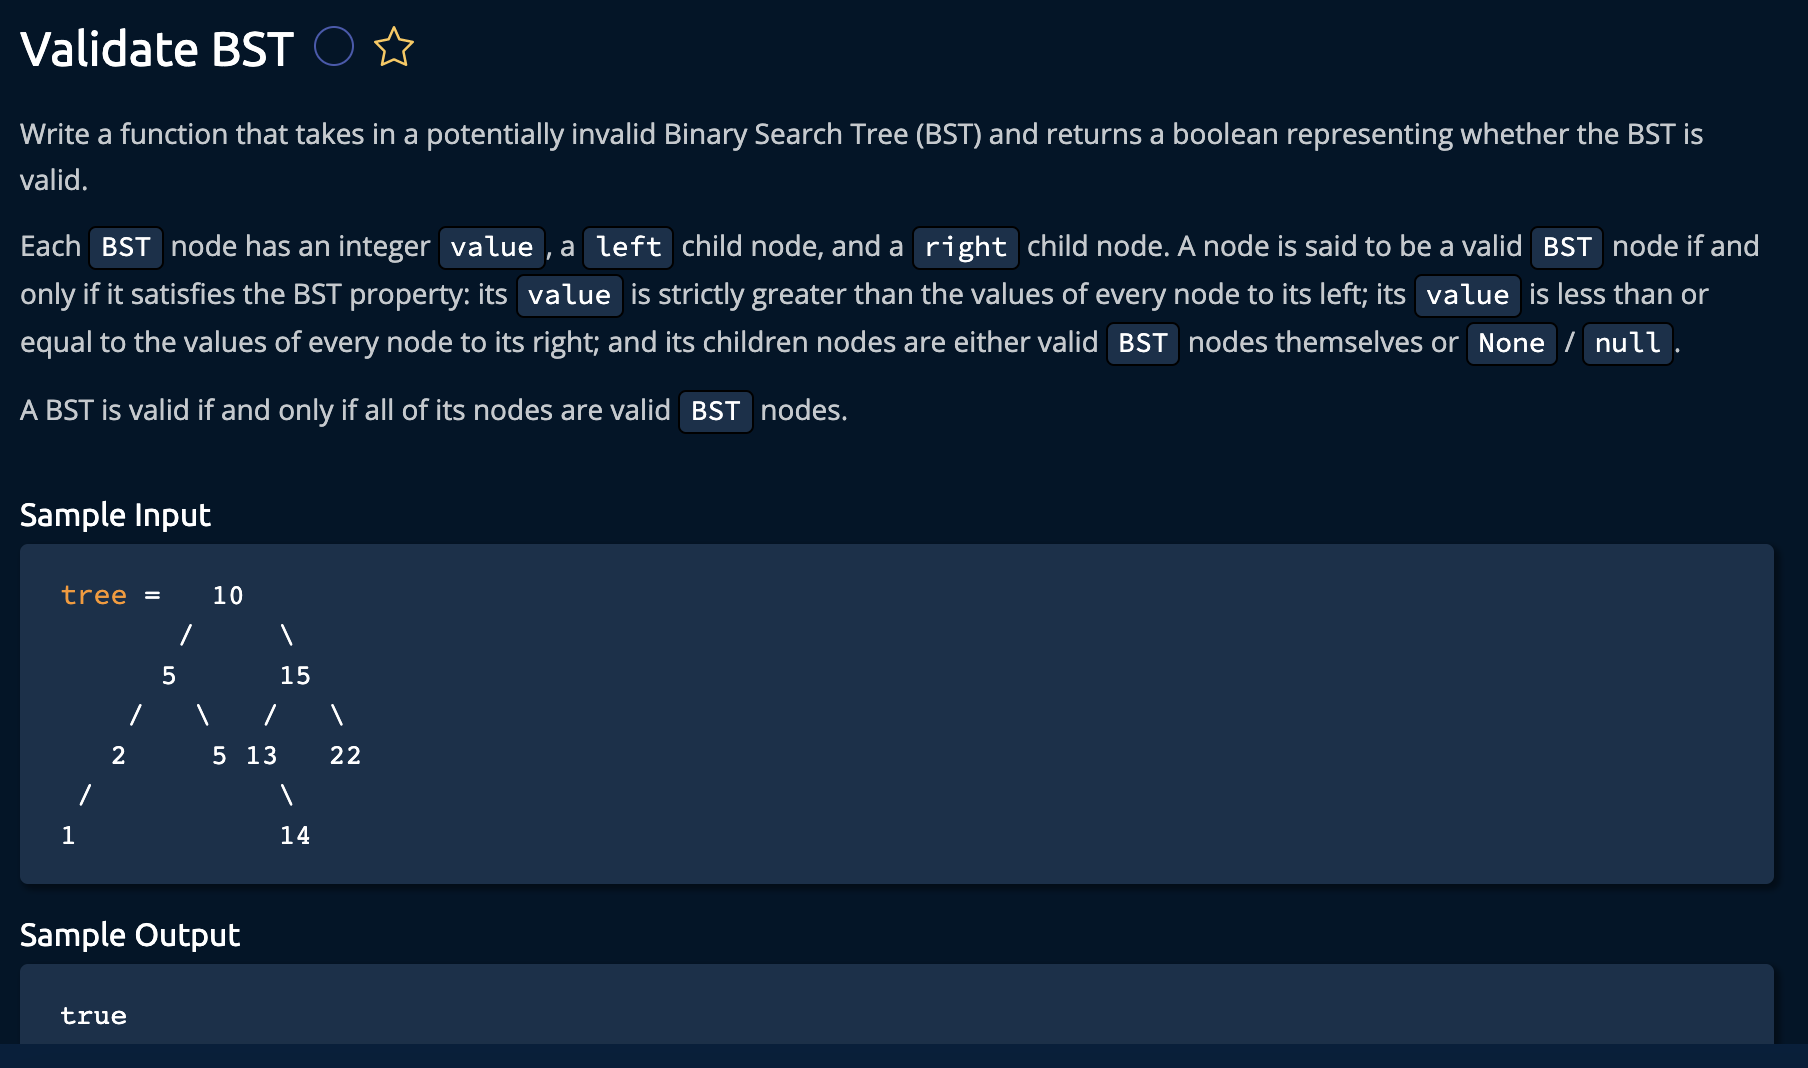 Validate BST
Write a function that takes in a potentially invalid Binary Search Tree (BST) and returns a boolean representing whether the BST is
valid.
Each BST node has an integer value, a left child node, and a right child node. A node is said to be a valid BST node if and
only if it satisfies the BST property: its value is strictly greater than the values of every node to its left; its value is less than or
equal to the values of every node to its right; and its children nodes are either valid BST nodes themselves or None / null.
A BST is valid if and only if all of its nodes are valid BST nodes.
Sample Input
tree =   10
       /     \
      5      15
    /   \   /   \
   2     5 13   22
 /           \
1            14
Sample Output
true